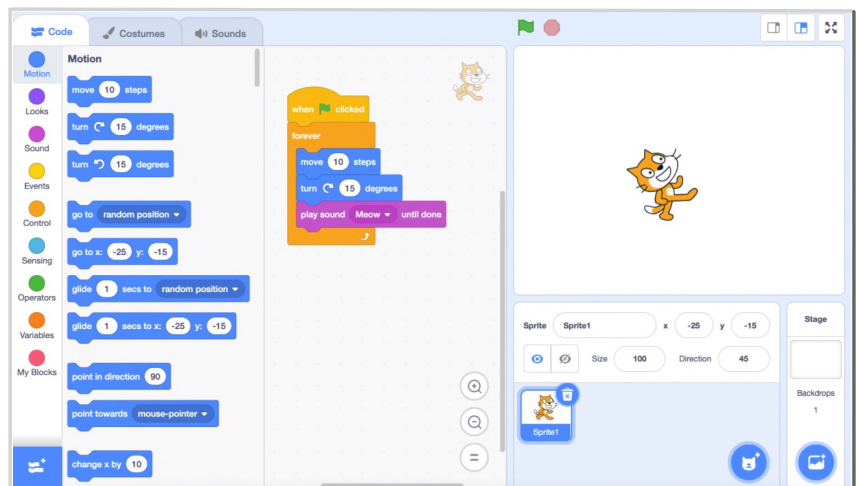 Code
Costumes
Sounds
Motion
Looks
Sound
Events
Control
Sensing
Operators
Variables
My Blocks
Motion
move 10 steps
turn 15 degrees
turn 15 degrees
go to random position
go to x: -25 y: -15
glide 1 secs to random position
glide 1 secs to x: -25 y: -15
point in direction 90
point towards mouse-pointer
change x by 10
when clicked
forever
move 10 steps
turn 15 degrees
play sound Meow until done
Sprite Sprite1 x -25 y -15
Size 100 Direction 45
Sprite1
Stage
Backdrops
1